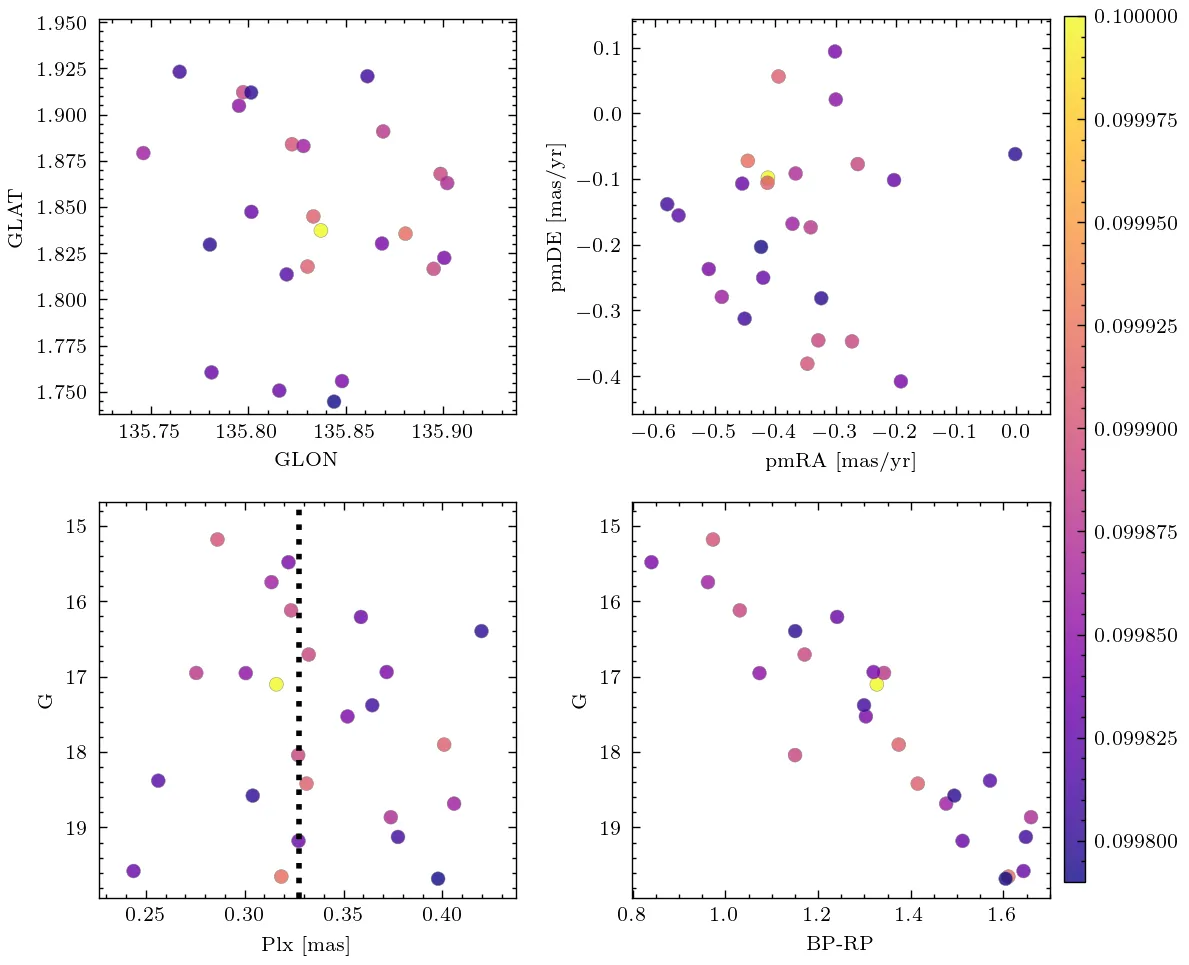 1.950
1.925
1.900
1.875
1.850
1.825
1.800
1.775
1.750
GLAT
135.75 135.80 135.85 135.90
GLON
0.1
0.0
−0.1
−0.2
−0.3
−0.4
pmDE [mas/yr]
−0.6 −0.5 −0.4 −0.3 −0.2 −0.1 0.0
pmRA [mas/yr]
15
16
17
18
19
G
0.25 0.30 0.35 0.40
Plx [mas]
15
16
17
18
19
G
0.8 1.0 1.2 1.4 1.6
BP-RP
0.100000
0.099975
0.099950
0.099925
0.099900
0.099875
0.099850
0.099825
0.099800